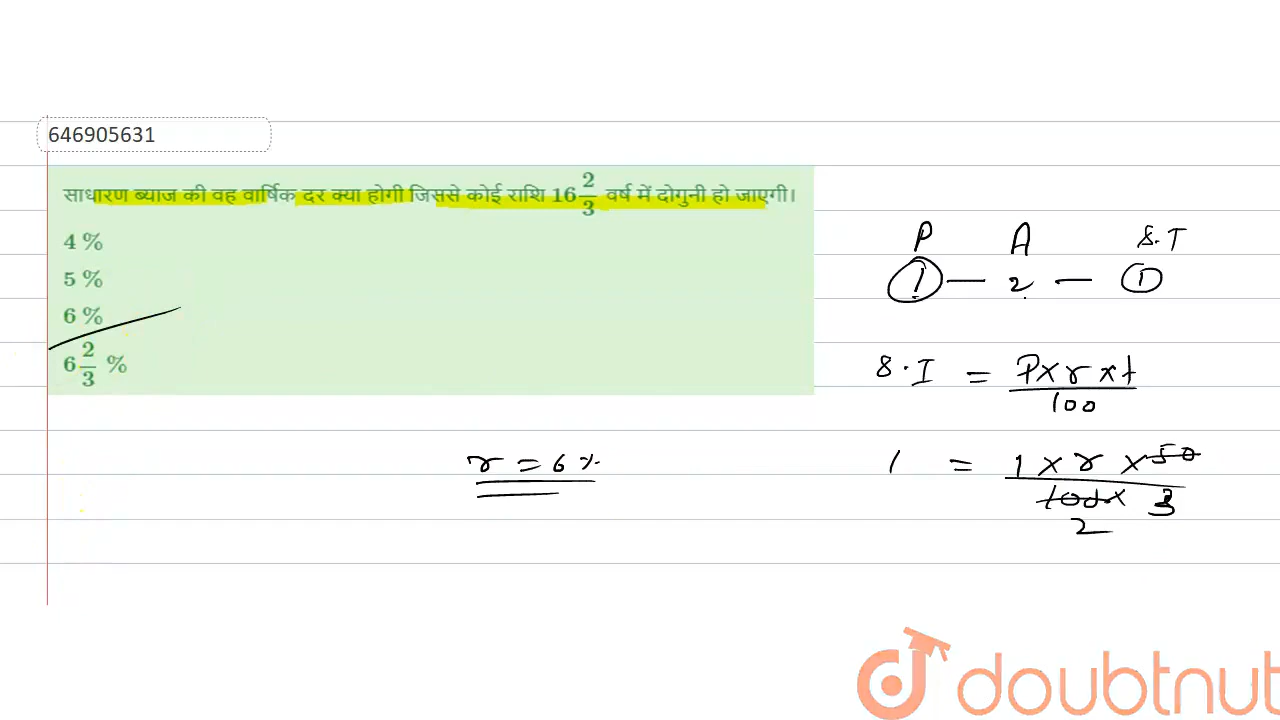 646905631
साधारण ब्याज की वह वार्षिक दर क्या होगी जिससे कोई राशि 16 2/3 वर्ष में दोगुनी हो जाएगी।
4 %
5 %
6 %
6 2/3 %
P A S.I
1 — 2 — 1
S.I = P×r×t/100
1 = 1×r×50/100×3
2
r = 6 %
doubtnut